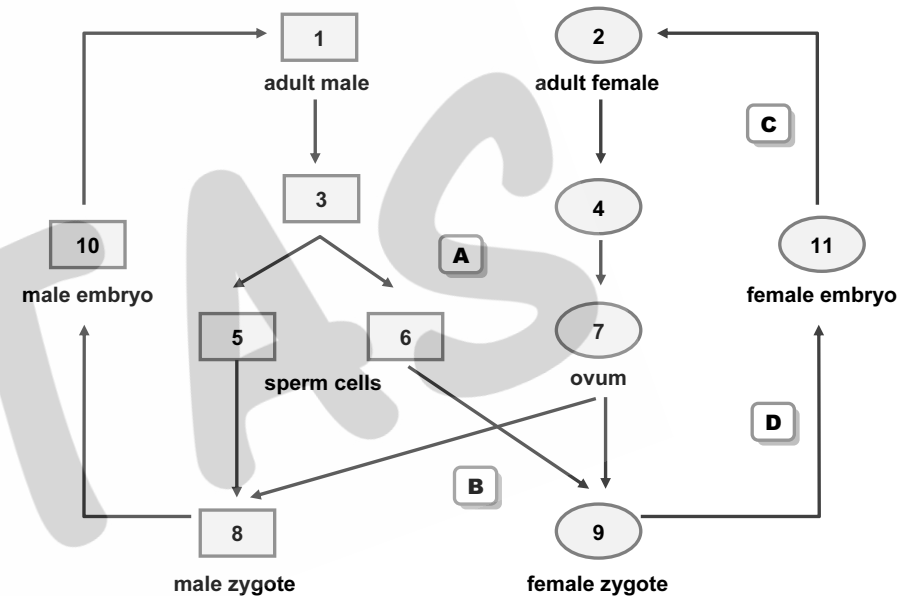 1
2
adult male
adult female
C
3
4
10
11
A
male embryo
female embryo
5
6
7
sperm cells
ovum
D
B
8
9
male zygote
female zygote
TAS